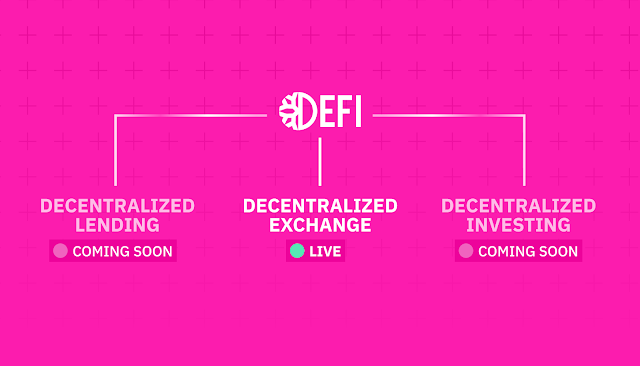 DEFI
DECENTRALIZED
LENDING
COMING SOON
DECENTRALIZED
EXCHANGE
LIVE
DECENTRALIZED
INVESTING
COMING SOON